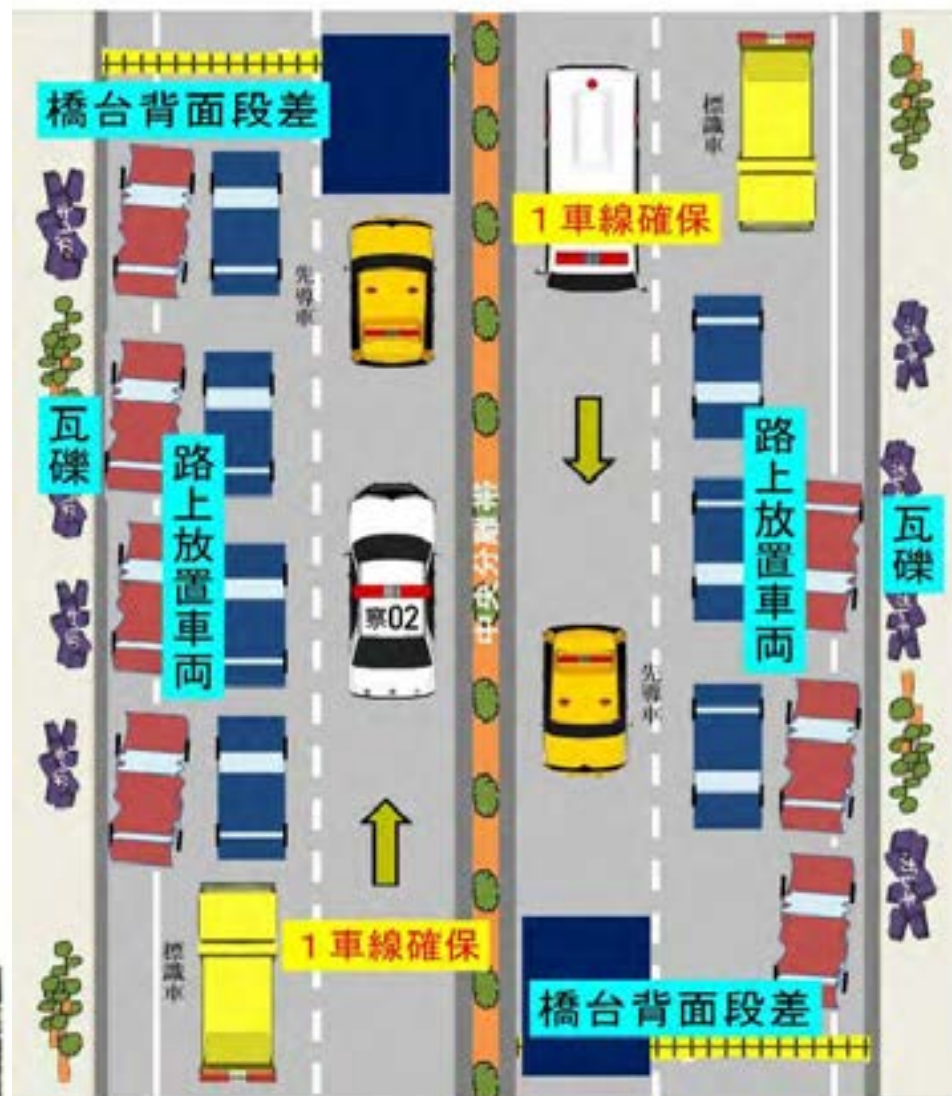 橋台背面段差
標識車
1車線確保
先導車
瓦礫
路上放置車両
中央分離帯
路上放置車両
瓦礫
察02
先導車
1車線確保
標識車
橋台背面段差